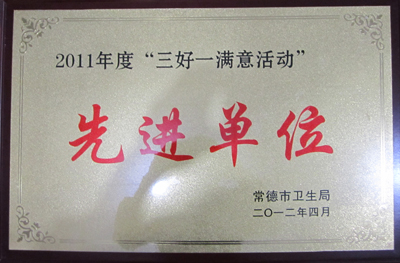 2011年度“三好一满意活动”
先进单位
常德市卫生局
二〇一二年四月